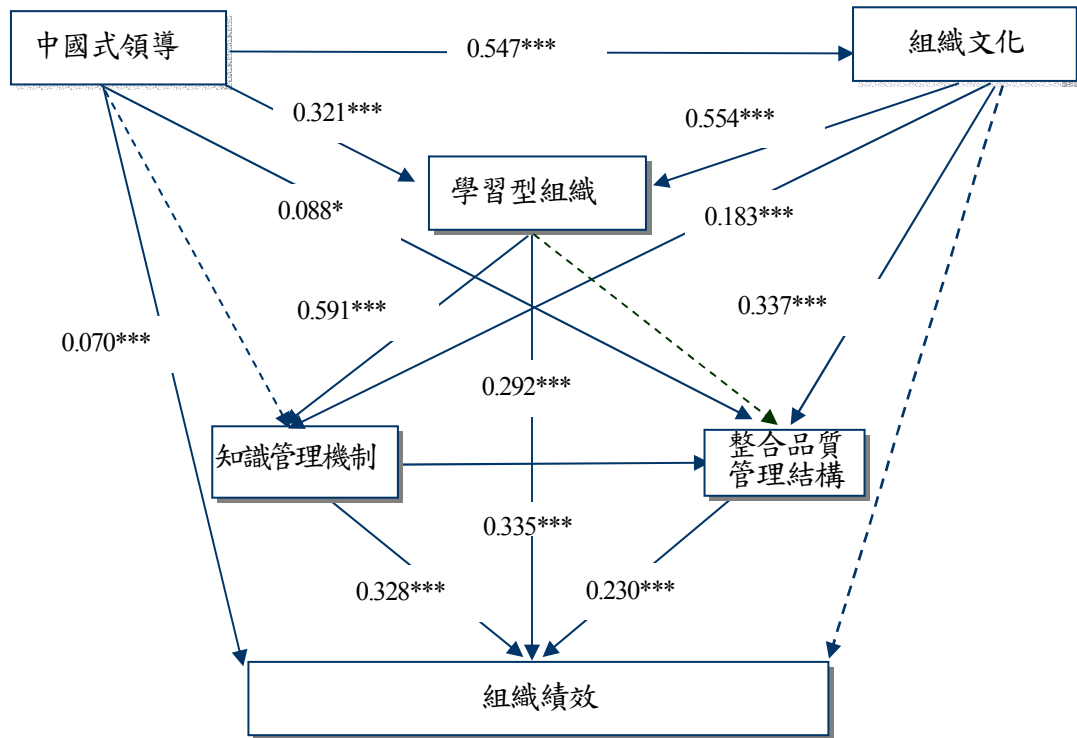 中國式領導
0.547***
組織文化
0.321***
0.554***
學習型組織
0.088*
0.183***
0.591***
0.337***
0.070***
0.292***
知識管理機制
整合品質
管理結構
0.335***
0.328***
0.230***
組織績效